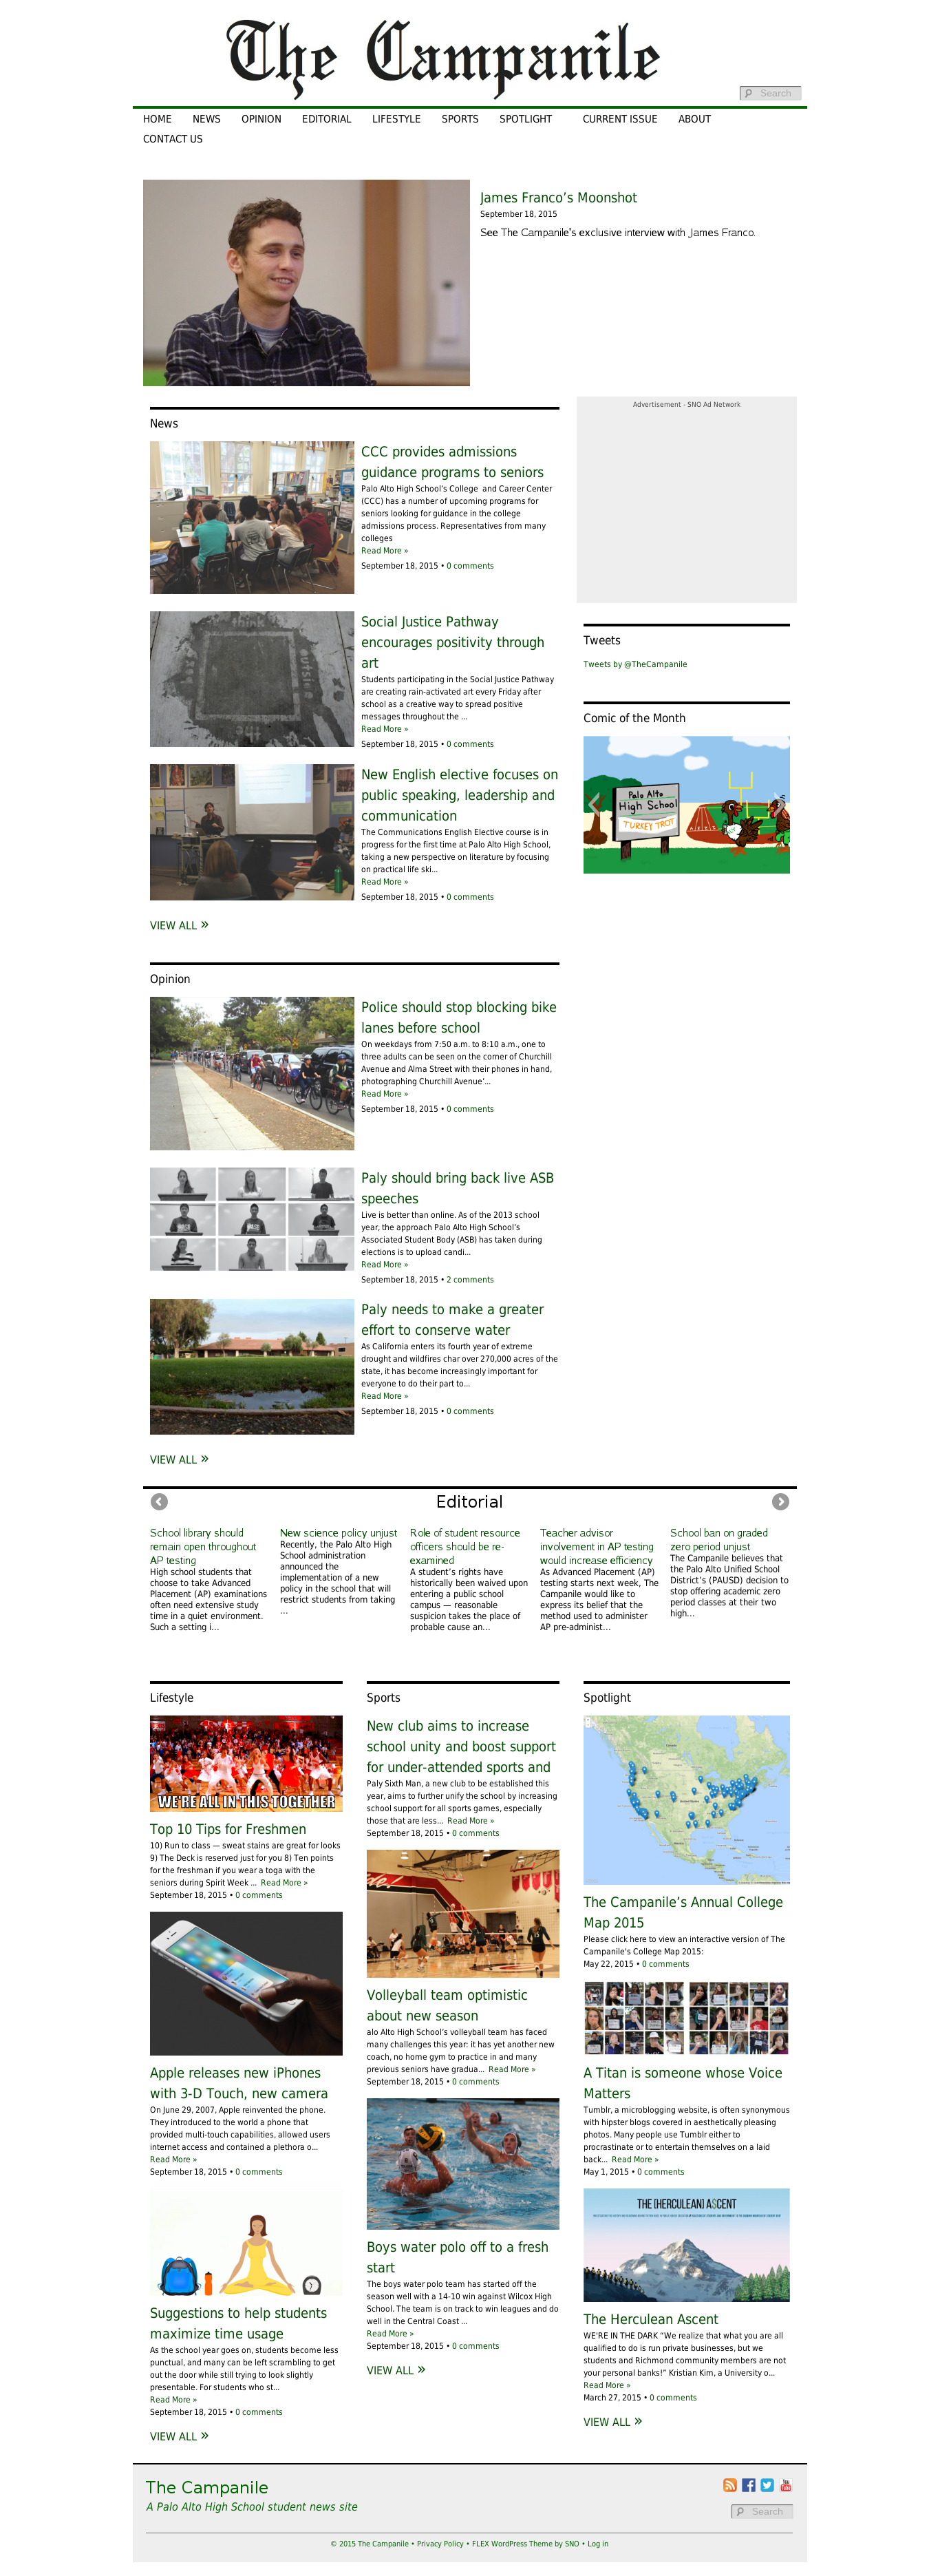 The Campanile
Search
HOME NEWS OPINION EDITORIAL LIFESTYLE SPORTS SPOTLIGHT CURRENT ISSUE ABOUT
CONTACT US
James Franco’s Moonshot
September 18, 2015
See The Campanile's exclusive interview with James Franco.
News
CCC provides admissions
guidance programs to seniors
Palo Alto High School’s College and Career Center
(CCC) has a number of upcoming programs for
seniors looking for guidance in the college
admissions process. Representatives from many
colleges
Read More »
September 18, 2015 • 0 comments
Social Justice Pathway
encourages positivity through
art
Students participating in the Social Justice Pathway
are creating rain-activated art every Friday after
school as a creative way to spread positive
messages throughout the ...
Read More »
September 18, 2015 • 0 comments
New English elective focuses on
public speaking, leadership and
communication
The Communications English Elective course is in
progress for the first time at Palo Alto High School,
taking a new perspective on literature by focusing
on practical life ski...
Read More »
September 18, 2015 • 0 comments
VIEW ALL »
Advertisement - SNO Ad Network
Tweets
Tweets by @TheCampanile
Comic of the Month
Palo Alto
High School
TURKEY TROT
Opinion
Police should stop blocking bike
lanes before school
On weekdays from 7:50 a.m. to 8:10 a.m., one to
three adults can be seen on the corner of Churchill
Avenue and Alma Street with their phones in hand,
photographing Churchill Avenue’...
Read More »
September 18, 2015 • 0 comments
Paly should bring back live ASB
speeches
Live is better than online. As of the 2013 school
year, the approach Palo Alto High School’s
Associated Student Body (ASB) has taken during
elections is to upload candi...
Read More »
September 18, 2015 • 2 comments
Paly needs to make a greater
effort to conserve water
As California enters its fourth year of extreme
drought and wildfires char over 270,000 acres of the
state, it has become increasingly important for
everyone to do their part to...
Read More »
September 18, 2015 • 0 comments
VIEW ALL »
Editorial
School library should
remain open throughout
AP testing
High school students that
choose to take Advanced
Placement (AP) examinations
often need extensive study
time in a quiet environment.
Such a setting i...
New science policy unjust
Recently, the Palo Alto High
School administration
announced the
implementation of a new
policy in the school that will
restrict students from taking
...
Role of student resource
officers should be re-
examined
A student’s rights have
historically been waived upon
entering a public school
campus — reasonable
suspicion takes the place of
probable cause an...
Teacher advisor
involvement in AP testing
would increase efficiency
As Advanced Placement (AP)
testing starts next week, The
Campanile would like to
express its belief that the
method used to administer
AP pre-administ...
School ban on graded
zero period unjust
The Campanile believes that
the Palo Alto Unified School
District’s (PAUSD) decision to
stop offering academic zero
period classes at their two
high...
Lifestyle
WE'RE ALL IN THIS TOGETHER
Top 10 Tips for Freshmen
10) Run to class — sweat stains are great for looks
9) The Deck is reserved just for you 8) Ten points
for the freshman if you wear a toga with the
seniors during Spirit Week ... Read More »
September 18, 2015 • 0 comments
Apple releases new iPhones
with 3-D Touch, new camera
On June 29, 2007, Apple reinvented the phone.
They introduced to the world a phone that
provided multi-touch capabilities, allowed users
internet access and contained a plethora o...
Read More »
September 18, 2015 • 0 comments
Suggestions to help students
maximize time usage
As the school year goes on, students become less
punctual, and many can be left scrambling to get
out the door while still trying to look slightly
presentable. For students who st...
Read More »
September 18, 2015 • 0 comments
VIEW ALL »
Sports
New club aims to increase
school unity and boost support
for under-attended sports and
Paly Sixth Man, a new club to be established this
year, aims to further unify the school by increasing
school support for all sports games, especially
those that are less... Read More »
September 18, 2015 • 0 comments
Volleyball team optimistic
about new season
alo Alto High School’s volleyball team has faced
many challenges this year: it has yet another new
coach, no home gym to practice in and many
previous seniors have gradua... Read More »
September 18, 2015 • 0 comments
Boys water polo off to a fresh
start
The boys water polo team has started off the
season well with a 14-10 win against Wilcox High
School. The team is on track to win leagues and do
well in the Central Coast ...
Read More »
September 18, 2015 • 0 comments
VIEW ALL »
Spotlight
The Campanile’s Annual College
Map 2015
Please click here to view an interactive version of The
Campanile's College Map 2015:
May 22, 2015 • 0 comments
A Titan is someone whose Voice
Matters
Tumblr, a microblogging website, is often synonymous
with hipster blogs covered in aesthetically pleasing
photos. Many people use Tumblr either to
procrastinate or to entertain themselves on a laid
back... Read More »
May 1, 2015 • 0 comments
THE [HERCULEAN] A$CENT
The Herculean Ascent
WE'RE IN THE DARK “We realize that what you are all
qualified to do is run private businesses, but we
students and Richmond community members are not
your personal banks!” Kristian Kim, a University o...
Read More »
March 27, 2015 • 0 comments
VIEW ALL »
The Campanile
A Palo Alto High School student news site
Search
© 2015 The Campanile • Privacy Policy • FLEX WordPress Theme by SNO • Log in